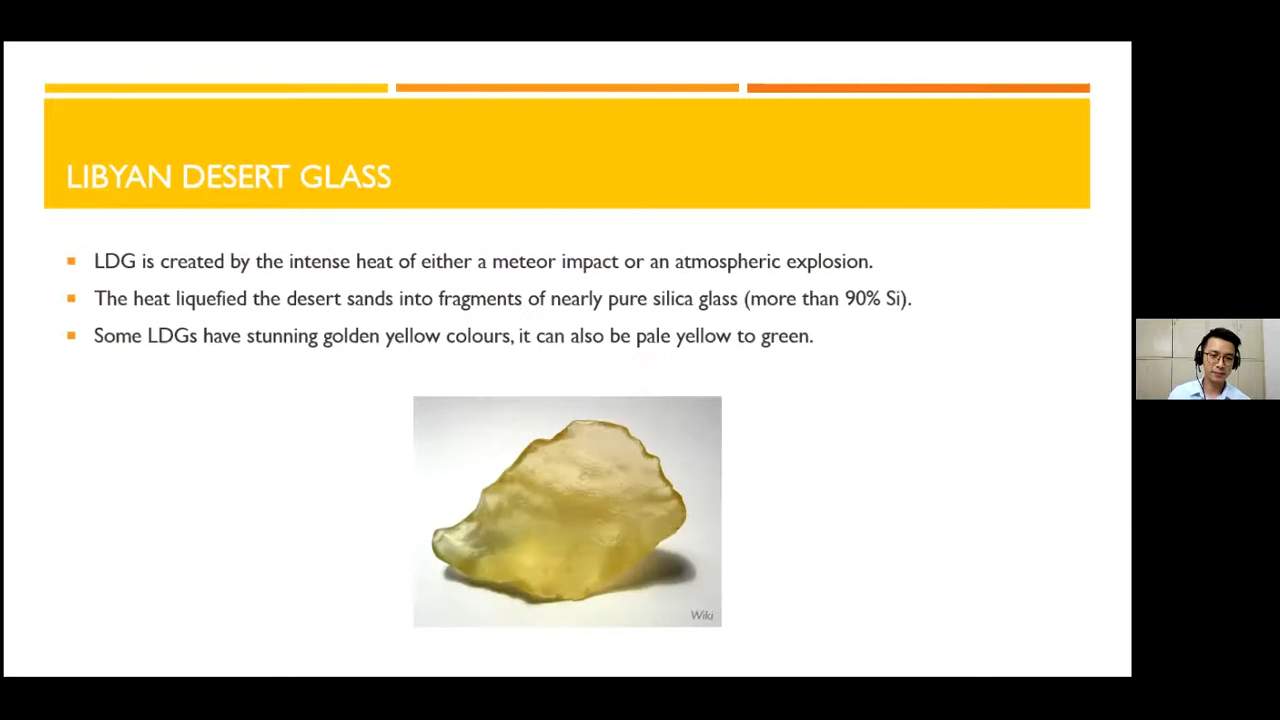 LIBYAN DESERT GLASS
LDG is created by the intense heat of either a meteor impact or an atmospheric explosion.
The heat liquefied the desert sands into fragments of nearly pure silica glass (more than 90% Si).
Some LDGs have stunning golden yellow colours, it can also be pale yellow to green.
Wiki